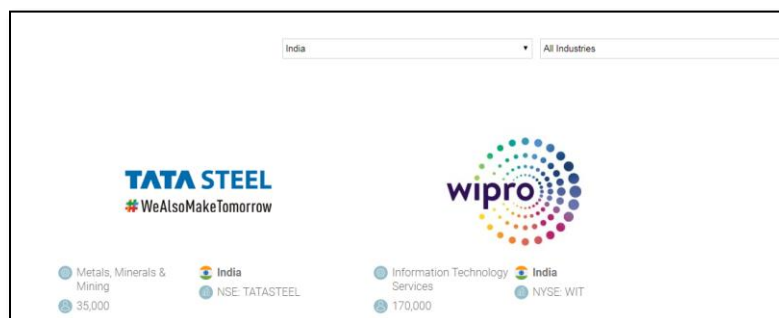 India All Industries
TATA STEEL
#WeAlsoMakeTomorrow
wipro
Metals, Minerals &
Mining
India
NSE: TATASTEEL
35,000
Information Technology
Services
India
NYSE: WIT
170,000